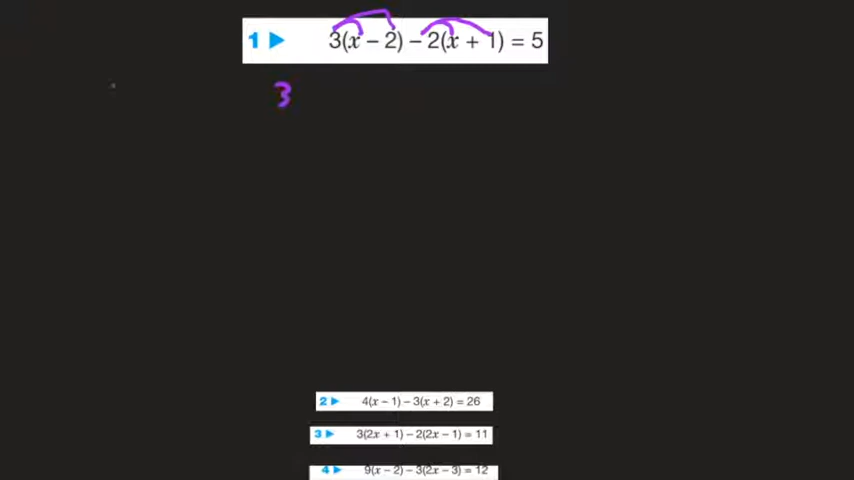 1 ▶ 3(x − 2) − 2(x + 1) = 5
3
2 ▶ 4(x − 1) − 3(x + 2) = 26
3 ▶ 3(2x + 1) − 2(2x − 1) = 11
4 ▶ 9(x − 2) − 3(2x − 3) = 12